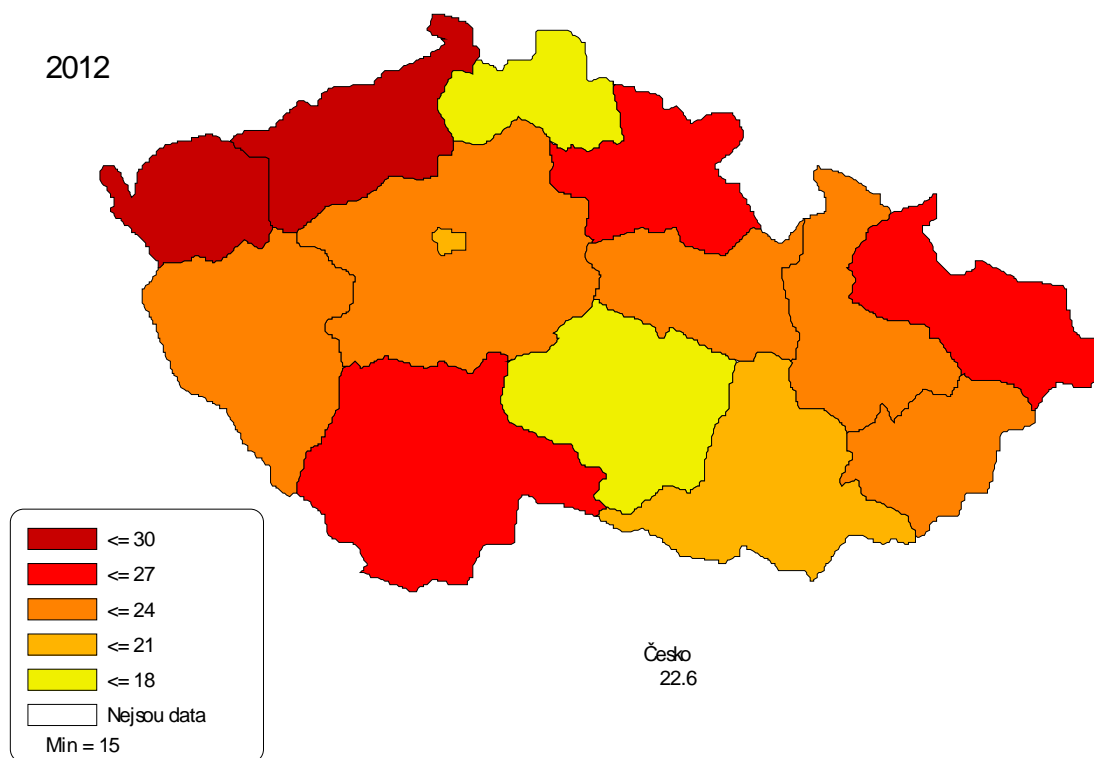 2012
<= 30
<= 27
<= 24
<= 21
<= 18
Nejsou data
Min = 15
Česko
22.6